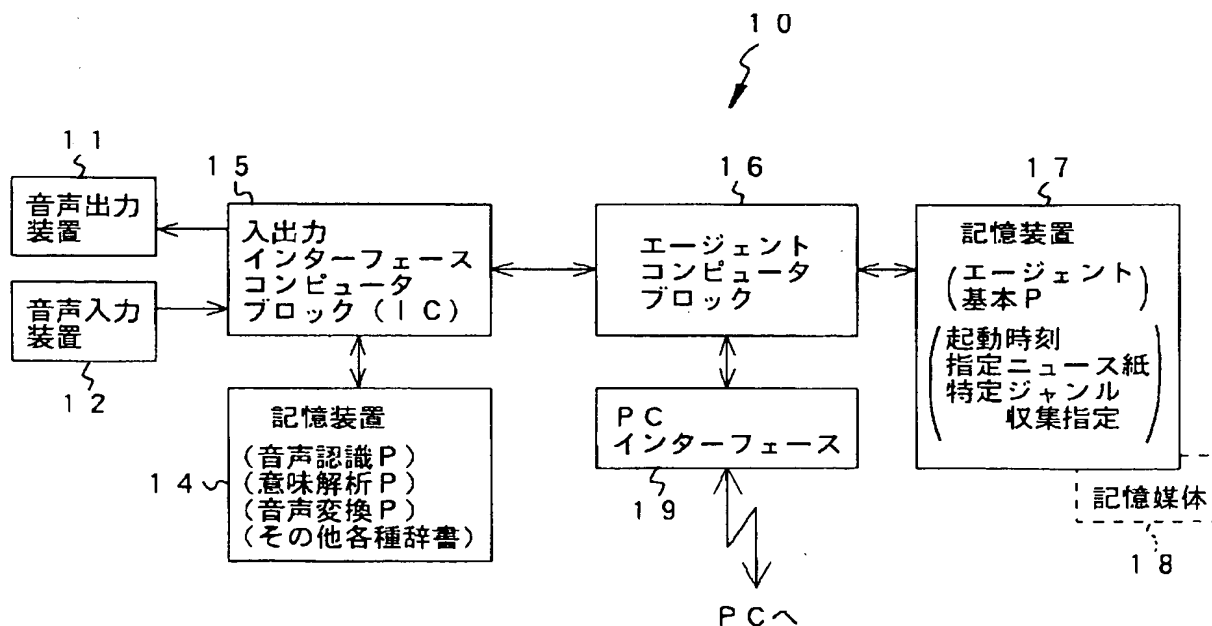 １０
１１
音声出力
装置
音声入力
装置
１２
１５
入出力
インターフェース
コンピュータ
ブロック（ＩＣ）
記憶装置
（音声認識Ｐ）
（意味解析Ｐ）
（音声変換Ｐ）
（その他各種辞書）
１４
１６
エージェント
コンピュータ
ブロック
ＰＣ
インターフェース
１９
ＰＣへ
１７
記憶装置
（エージェント
基本Ｐ）
（起動時刻
指定ニュース紙
特定ジャンル
収集指定）
記憶媒体
１８